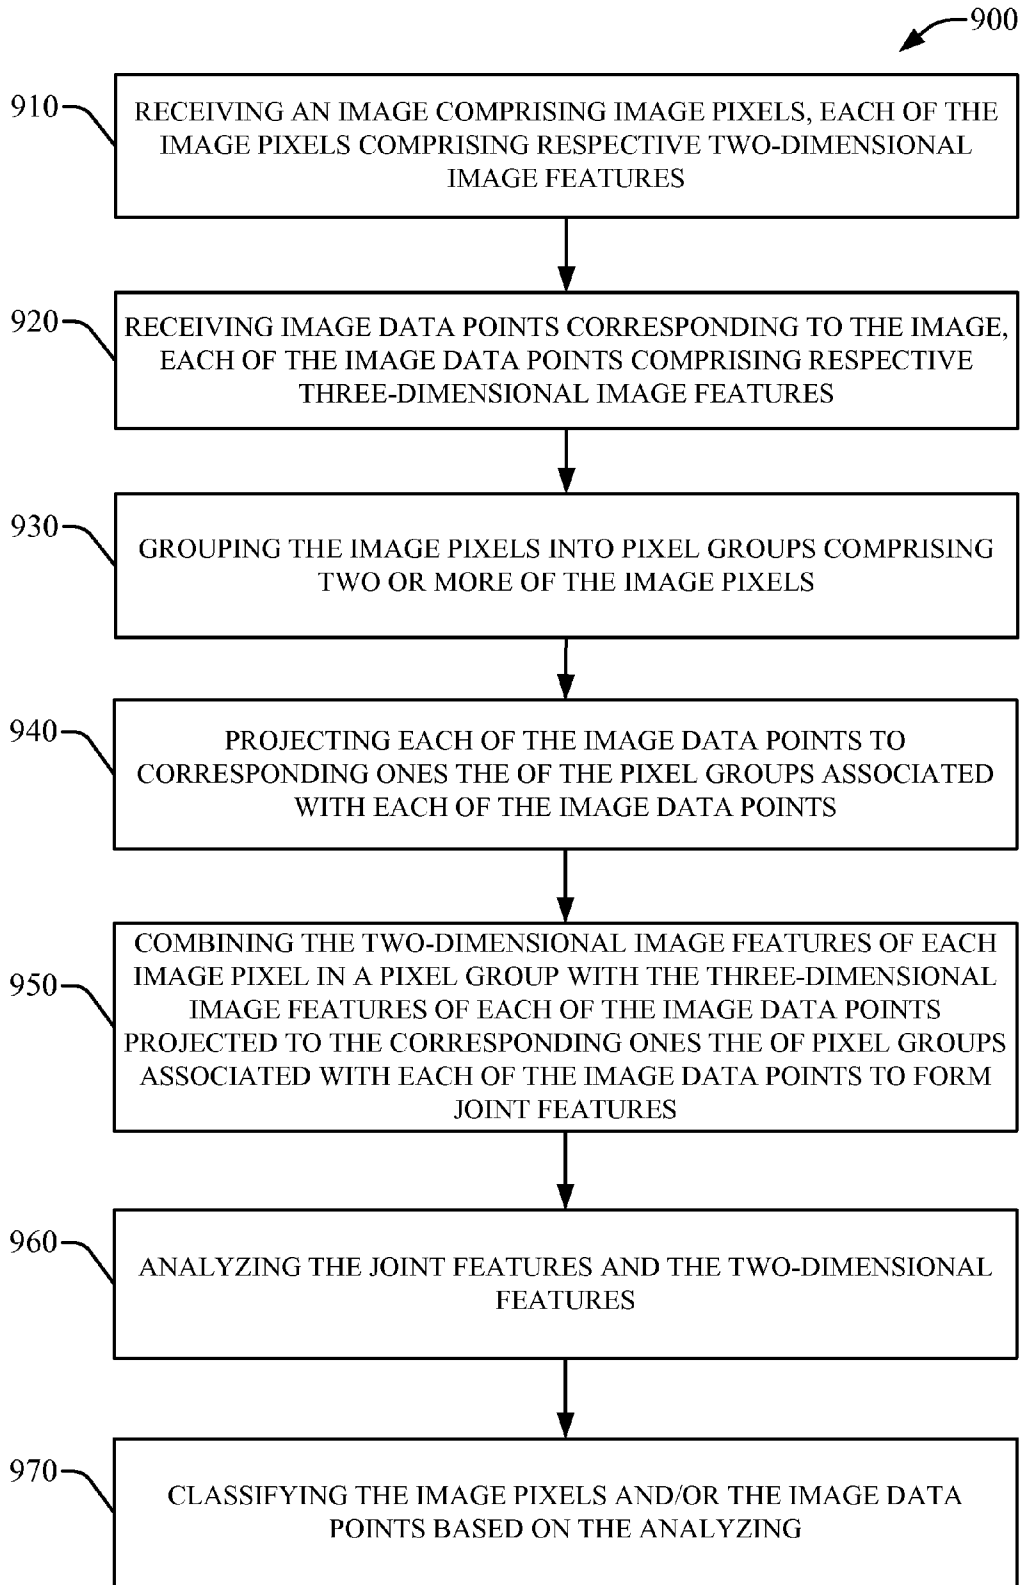 900
910
RECEIVING AN IMAGE COMPRISING IMAGE PIXELS, EACH OF THE
IMAGE PIXELS COMPRISING RESPECTIVE TWO-DIMENSIONAL
IMAGE FEATURES
920
RECEIVING IMAGE DATA POINTS CORRESPONDING TO THE IMAGE,
EACH OF THE IMAGE DATA POINTS COMPRISING RESPECTIVE
THREE-DIMENSIONAL IMAGE FEATURES
930
GROUPING THE IMAGE PIXELS INTO PIXEL GROUPS COMPRISING
TWO OR MORE OF THE IMAGE PIXELS
940
PROJECTING EACH OF THE IMAGE DATA POINTS TO
CORRESPONDING ONES THE OF THE PIXEL GROUPS ASSOCIATED
WITH EACH OF THE IMAGE DATA POINTS
950
COMBINING THE TWO-DIMENSIONAL IMAGE FEATURES OF EACH
IMAGE PIXEL IN A PIXEL GROUP WITH THE THREE-DIMENSIONAL
IMAGE FEATURES OF EACH OF THE IMAGE DATA POINTS
PROJECTED TO THE CORRESPONDING ONES THE OF PIXEL GROUPS
ASSOCIATED WITH EACH OF THE IMAGE DATA POINTS TO FORM
JOINT FEATURES
960
ANALYZING THE JOINT FEATURES AND THE TWO-DIMENSIONAL
FEATURES
970
CLASSIFYING THE IMAGE PIXELS AND/OR THE IMAGE DATA
POINTS BASED ON THE ANALYZING